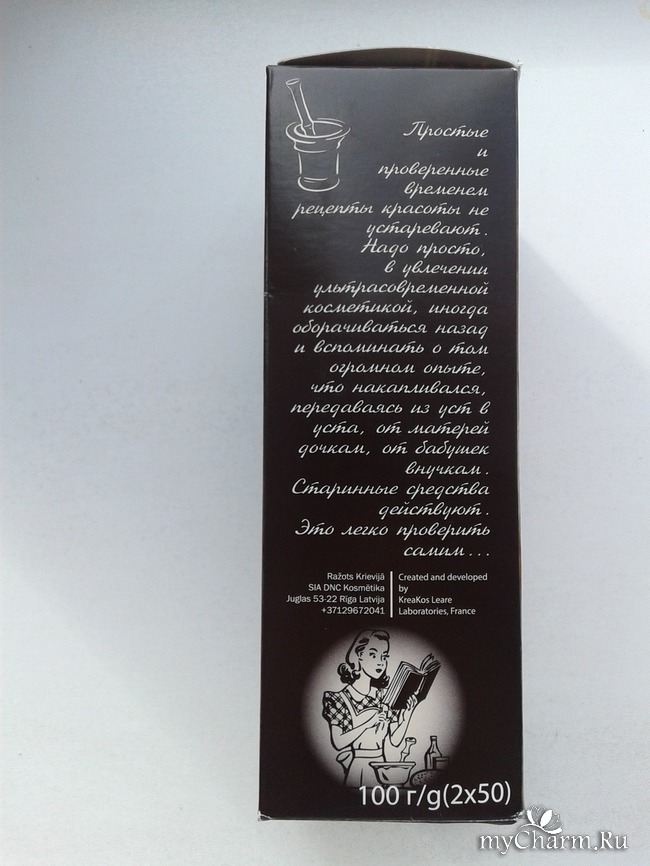 Простые
и
проверенные
временем
рецепты красоты не
устаревают.
Надо просто,
в увлечении
ультрасовременной
косметикой, иногда
оборачиваться назад
и вспоминать о том
огромном опыте,
что накапливался,
передаваясь из уст в
уста, от матерей
дочкам, от бабушек
внучкам.
Старинные средства
действуют.
Это легко проверить
самим...
Ražots Krievijā
SIA DNC Kosmētika
Juglas 53-22 Rīga Latvija
+37129672041
Created and developed
by
KreaKos Leare
Laboratories, France
100 г/g(2x50)
myCharm.Ru